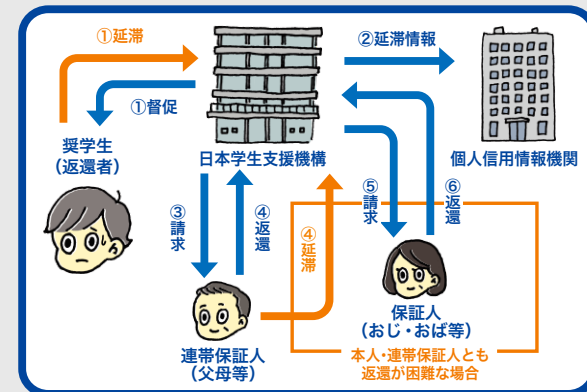 ①延滞
②延滞情報
①督促
奨学生
(返還者)
日本学生支援機構
個人信用情報機関
③請求
④返還
④延滞
⑤請求
⑥返還
保証人
(おじ・おば等)
連帯保証人
(父母等)
本人・連帯保証人とも
返還が困難な場合